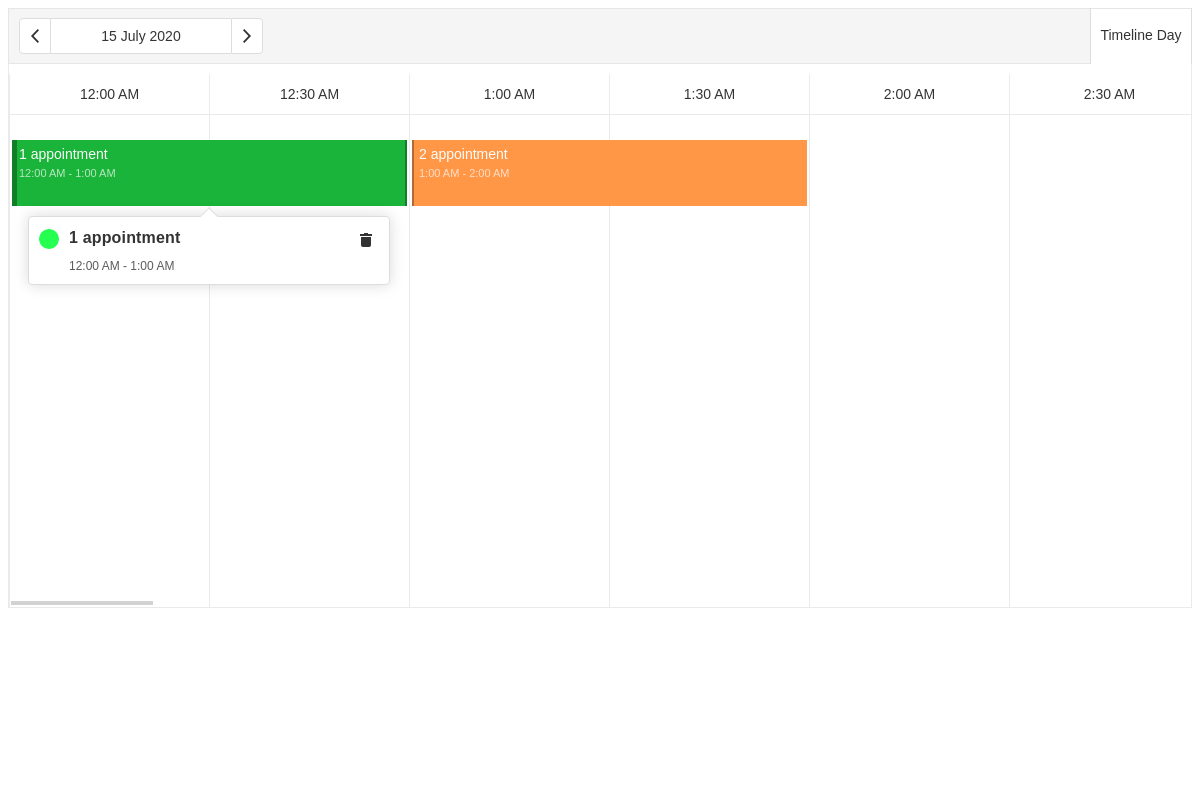 15 July 2020
Timeline Day
12:00 AM
12:30 AM
1:00 AM
1:30 AM
2:00 AM
2:30 AM
1 appointment
12:00 AM - 1:00 AM
2 appointment
1:00 AM - 2:00 AM
1 appointment
12:00 AM - 1:00 AM